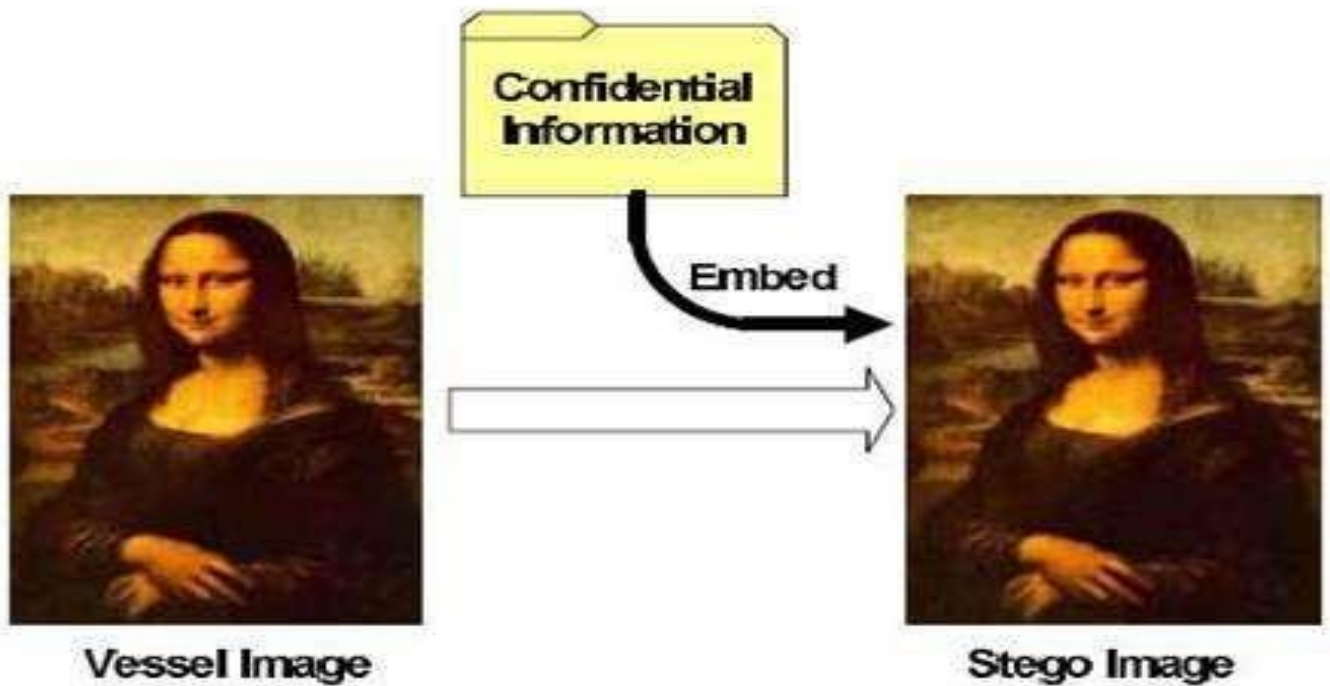 Confidential
Information
Embed
Vessel Image
Stego Image